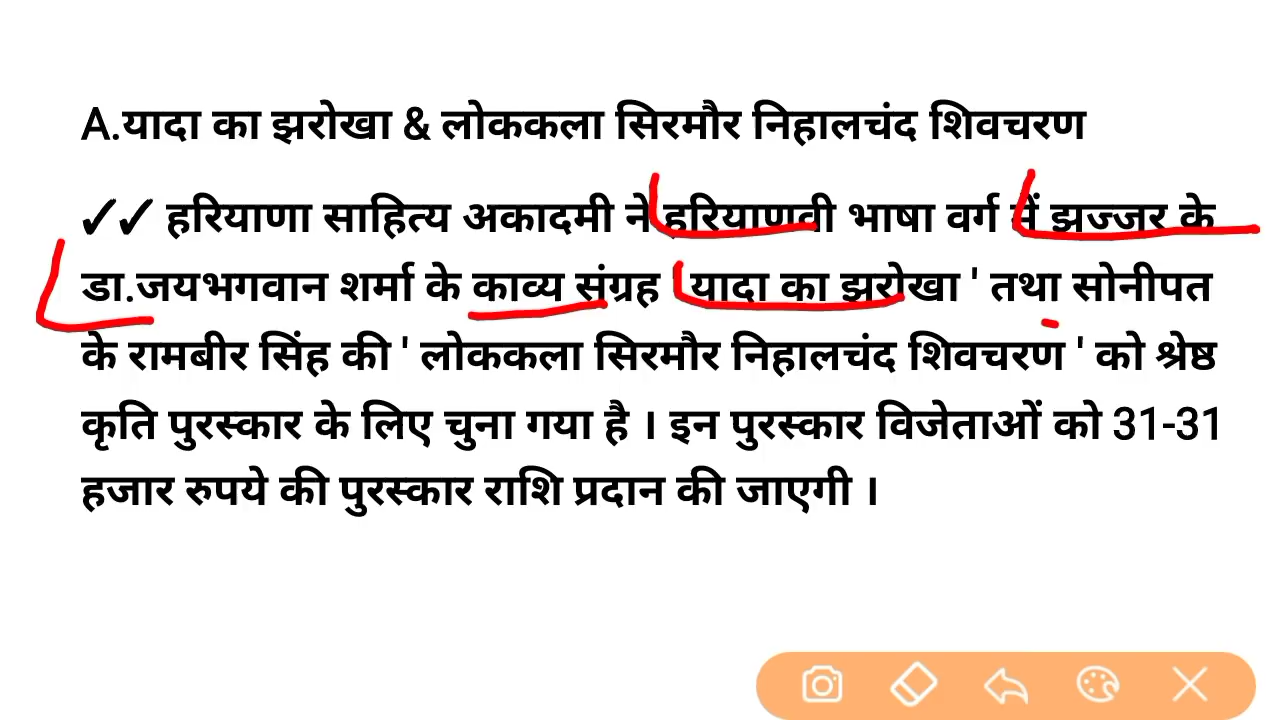 A.यादा का झरोखा & लोककला सिरमौर निहालचंद शिवचरण
✓✓ हरियाणा साहित्य अकादमी ने हरियाणवी भाषा वर्ग में झज्जर के
डा.जयभगवान शर्मा के काव्य संग्रह ' यादा का झरोखा ' तथा सोनीपत
के रामबीर सिंह की ' लोककला सिरमौर निहालचंद शिवचरण ' को श्रेष्ठ
कृति पुरस्कार के लिए चुना गया है । इन पुरस्कार विजेताओं को 31-31
हजार रुपये की पुरस्कार राशि प्रदान की जाएगी ।